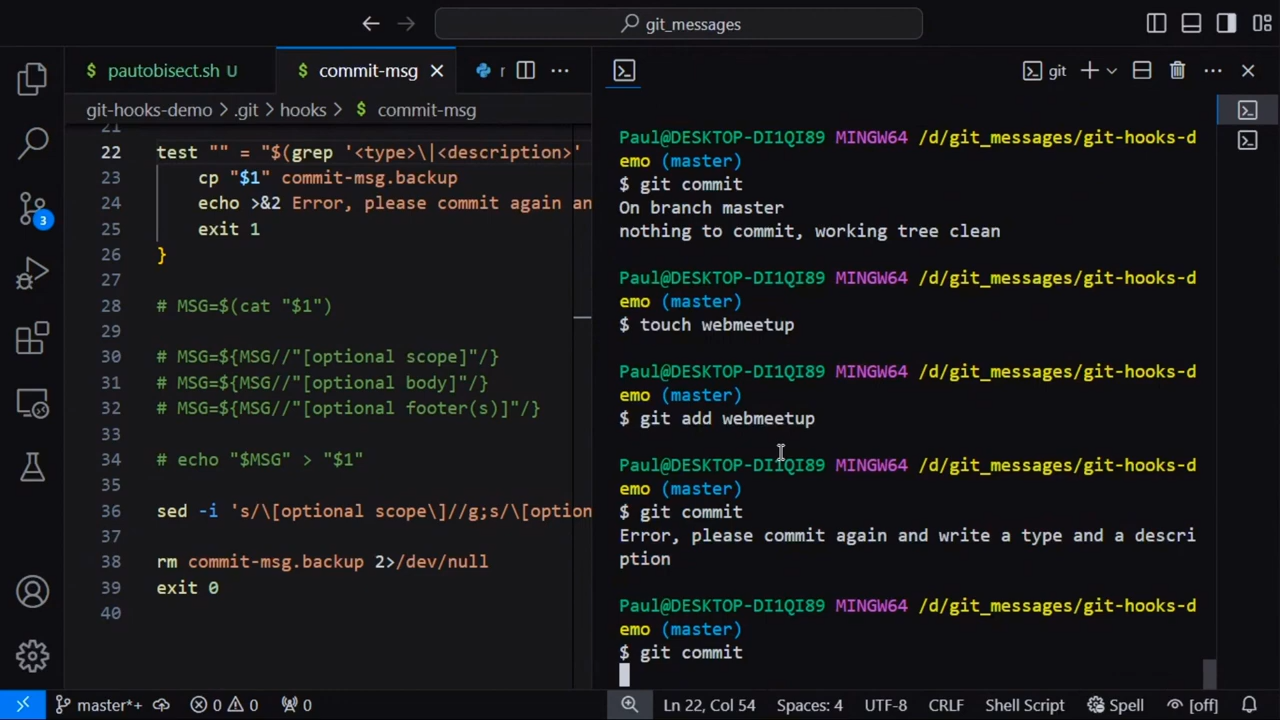 git_messages
$ pautobisect.sh U
$ commit-msg
r
git-hooks-demo > .git > hooks > $ commit-msg
21
22 test "" = "$(grep '<type>\|<description>'
23 cp "$1" commit-msg.backup
24 echo >&2 Error, please commit again an
25 exit 1
26 }
27
28 # MSG=$(cat "$1")
29
30 # MSG=${MSG//"[optional scope]"/}
31 # MSG=${MSG//"[optional body]"/}
32 # MSG=${MSG//"[optional footer(s)]"/}
33
34 # echo "$MSG" > "$1"
35
36 sed -i 's/\[optional scope\]//g;s/\[option
37
38 rm commit-msg.backup 2>/dev/null
39 exit 0
40
3
git
Paul@DESKTOP-DI1QI89 MINGW64 /d/git_messages/git-hooks-d
emo (master)
$ git commit
On branch master
nothing to commit, working tree clean
Paul@DESKTOP-DI1QI89 MINGW64 /d/git_messages/git-hooks-d
emo (master)
$ touch webmeetup
Paul@DESKTOP-DI1QI89 MINGW64 /d/git_messages/git-hooks-d
emo (master)
$ git add webmeetup
Paul@DESKTOP-DI1QI89 MINGW64 /d/git_messages/git-hooks-d
emo (master)
$ git commit
Error, please commit again and write a type and a descri
ption
Paul@DESKTOP-DI1QI89 MINGW64 /d/git_messages/git-hooks-d
emo (master)
$ git commit
master*+ 0 0 0 Ln 22, Col 54 Spaces: 4 UTF-8 CRLF Shell Script Spell [off]